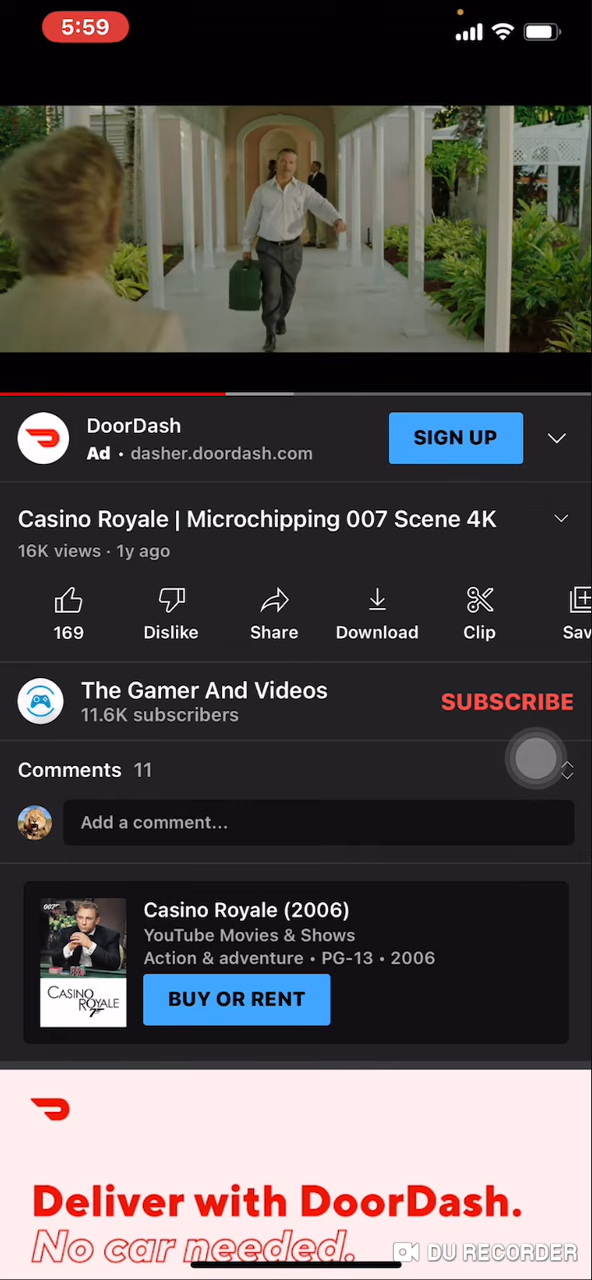 5:59
DoorDash
Ad • dasher.doordash.com
SIGN UP
Casino Royale | Microchipping 007 Scene 4K
16K views · 1y ago
169
Dislike
Share
Download
Clip
Sav
The Gamer And Videos
11.6K subscribers
SUBSCRIBE
Comments 11
Add a comment...
007
CASINO
ROYALE
Casino Royale (2006)
YouTube Movies & Shows
Action & adventure • PG-13 • 2006
BUY OR RENT
Deliver with DoorDash.
No car needed.
DU RECORDER